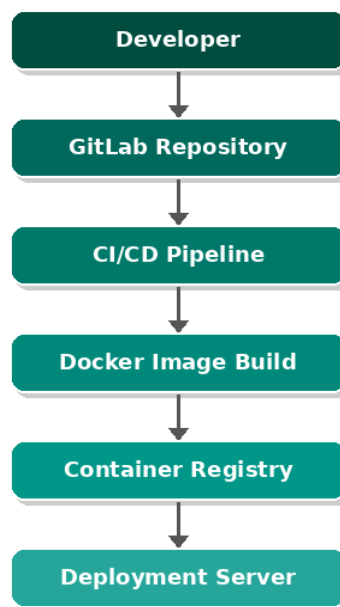 Developer
GitLab Repository
CI/CD Pipeline
Docker Image Build
Container Registry
Deployment Server